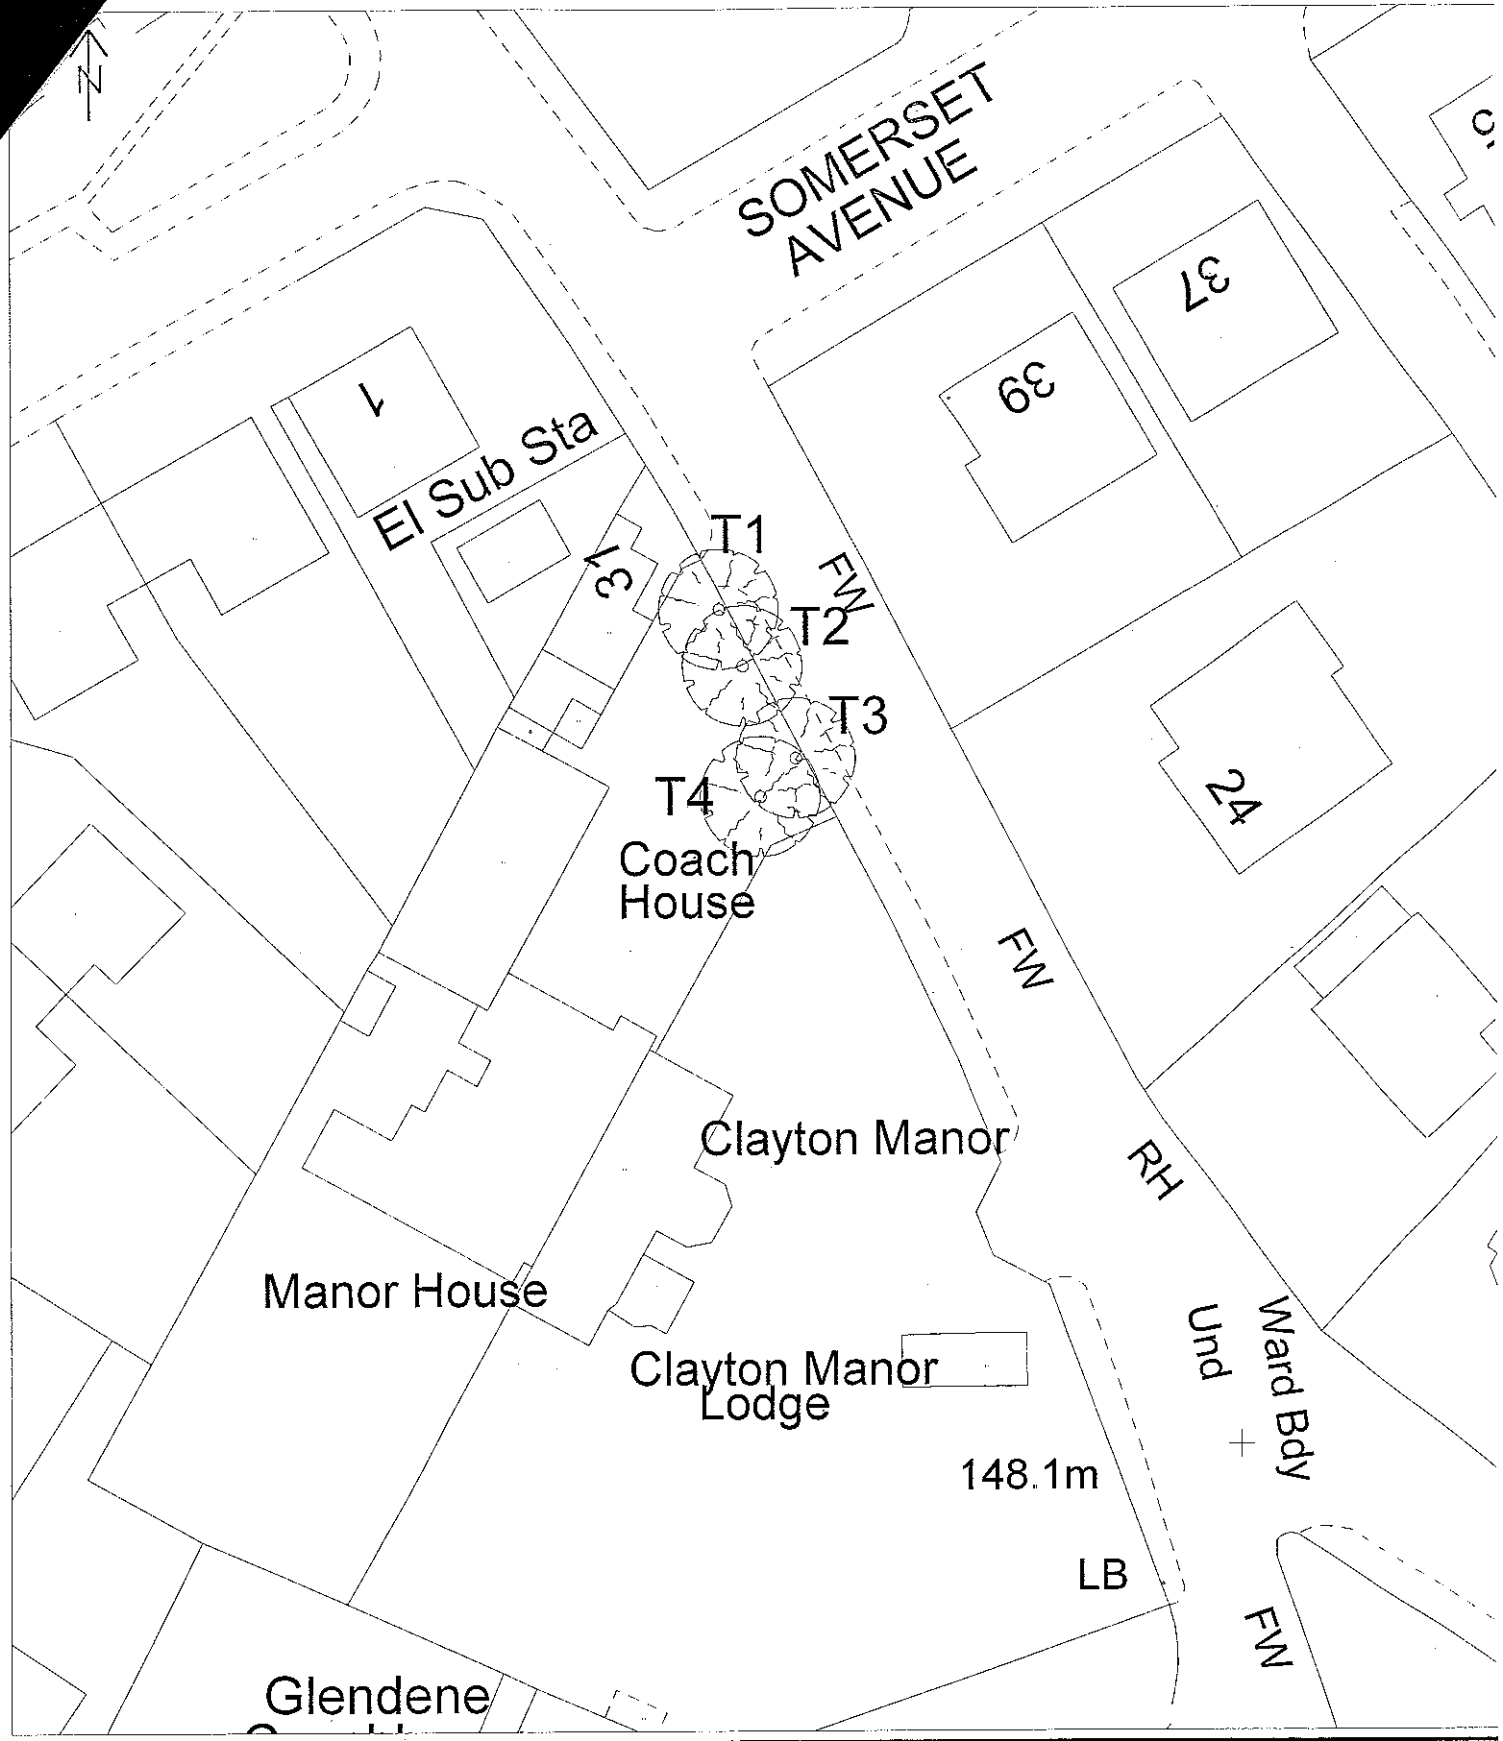 N
SOMERSET
AVENUE
37
39
1
El Sub Sta
31
T1
FW
T2
T3
24
T4
Coach
House
FW
Clayton Manor
RH
Manor House
Und
Ward Bdy
Clayton Manor
Lodge
148.1m
LB
FW
Glendene